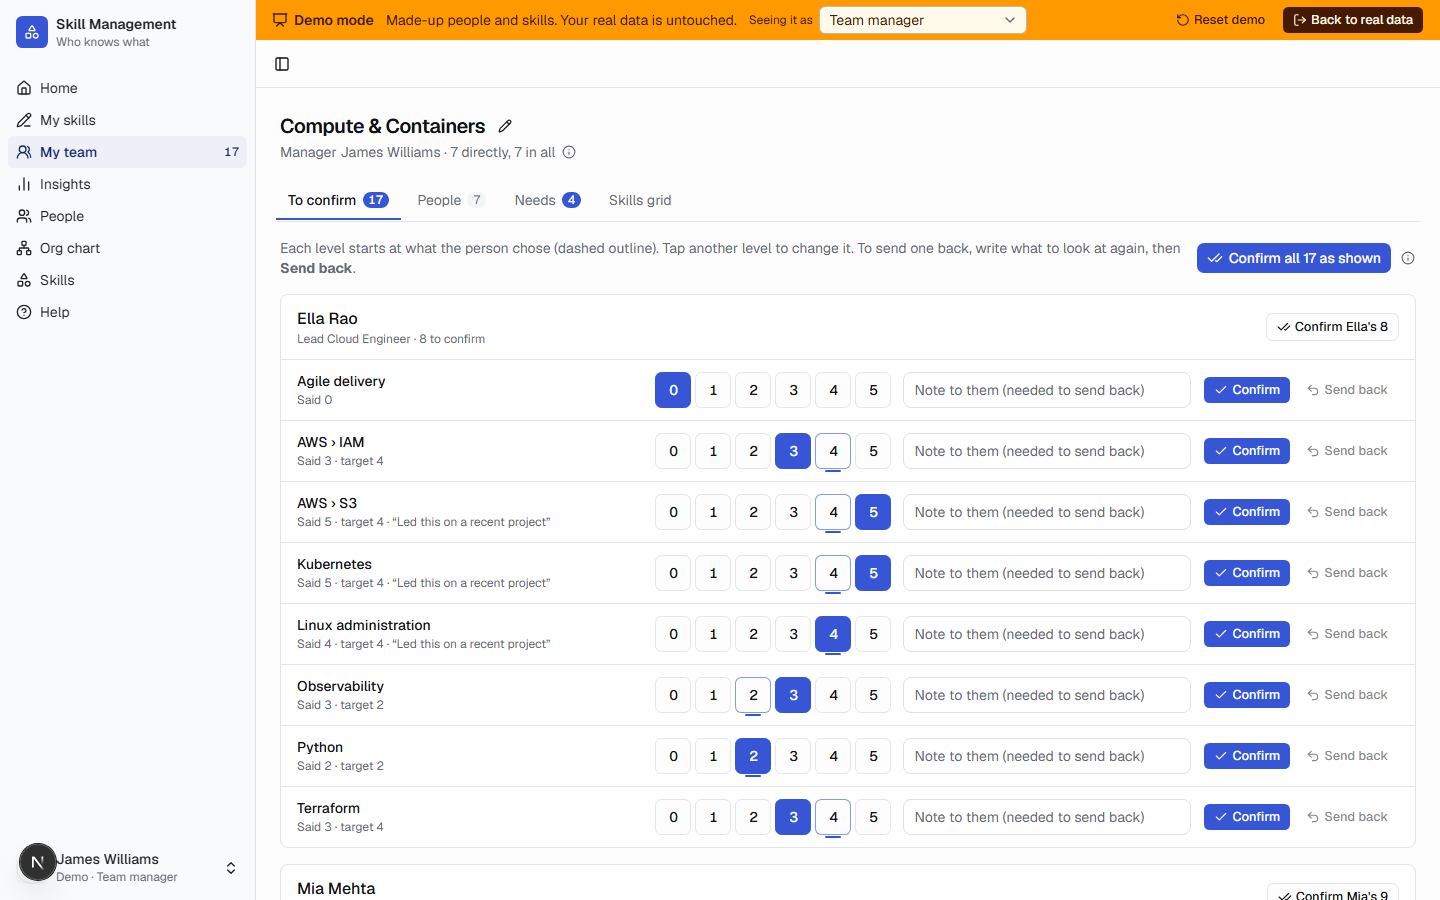 Skill Management
Who knows what
Home
My skills
My team 17
Insights
People
Org chart
Skills
Help
N
James Williams
Demo · Team manager
Demo mode Made-up people and skills. Your real data is untouched. Seeing it as Team manager Reset demo Back to real data
Compute & Containers
Manager James Williams · 7 directly, 7 in all
To confirm 17 People 7 Needs 4 Skills grid
Each level starts at what the person chose (dashed outline). Tap another level to change it. To send one back, write what to look at again, then
Send back.
Confirm all 17 as shown
Ella Rao
Lead Cloud Engineer · 8 to confirm
Confirm Ella's 8
Agile delivery
Said 0
0 1 2 3 4 5 Note to them (needed to send back) Confirm Send back
AWS › IAM
Said 3 · target 4
0 1 2 3 4 5 Note to them (needed to send back) Confirm Send back
AWS › S3
Said 5 · target 4 · “Led this on a recent project”
0 1 2 3 4 5 Note to them (needed to send back) Confirm Send back
Kubernetes
Said 5 · target 4 · “Led this on a recent project”
0 1 2 3 4 5 Note to them (needed to send back) Confirm Send back
Linux administration
Said 4 · target 4 · “Led this on a recent project”
0 1 2 3 4 5 Note to them (needed to send back) Confirm Send back
Observability
Said 3 · target 2
0 1 2 3 4 5 Note to them (needed to send back) Confirm Send back
Python
Said 2 · target 2
0 1 2 3 4 5 Note to them (needed to send back) Confirm Send back
Terraform
Said 3 · target 4
0 1 2 3 4 5 Note to them (needed to send back) Confirm Send back
Mia Mehta
Confirm Mia's 9